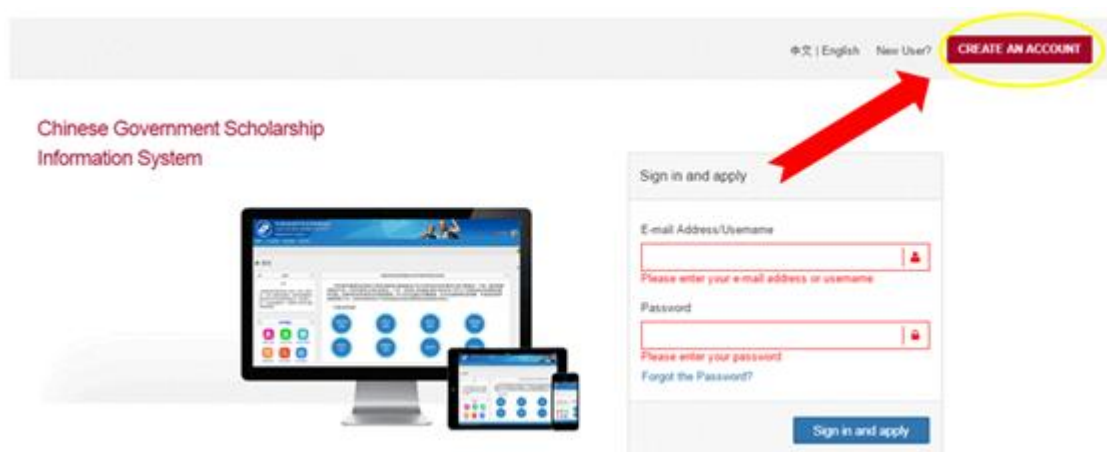 中文 | English New User? CREATE AN ACCOUNT
Chinese Government Scholarship
Information System
Sign in and apply
E-mail Address/Username
Please enter your e-mail address or username
Password
Please enter your password
Forgot the Password?
Sign in and apply